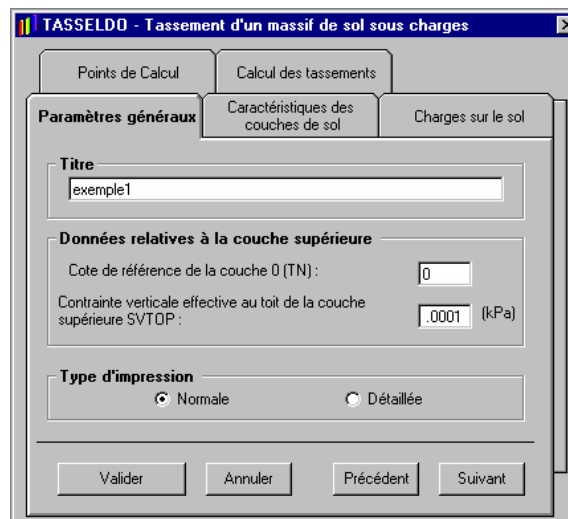 TASSELDO - Tassement d'un massif de sol sous charges
Points de Calcul
Calcul des tassements
Paramètres généraux
Caractéristiques des
couches de sol
Charges sur le sol
Titre
exemple1
Données relatives à la couche supérieure
Cote de référence de la couche 0 (TN) :
0
Contrainte verticale effective au toit de la couche
supérieure SVTOP :
.0001
(kPa)
Type d'impression
Normale
Détaillée
Valider
Annuler
Précédent
Suivant